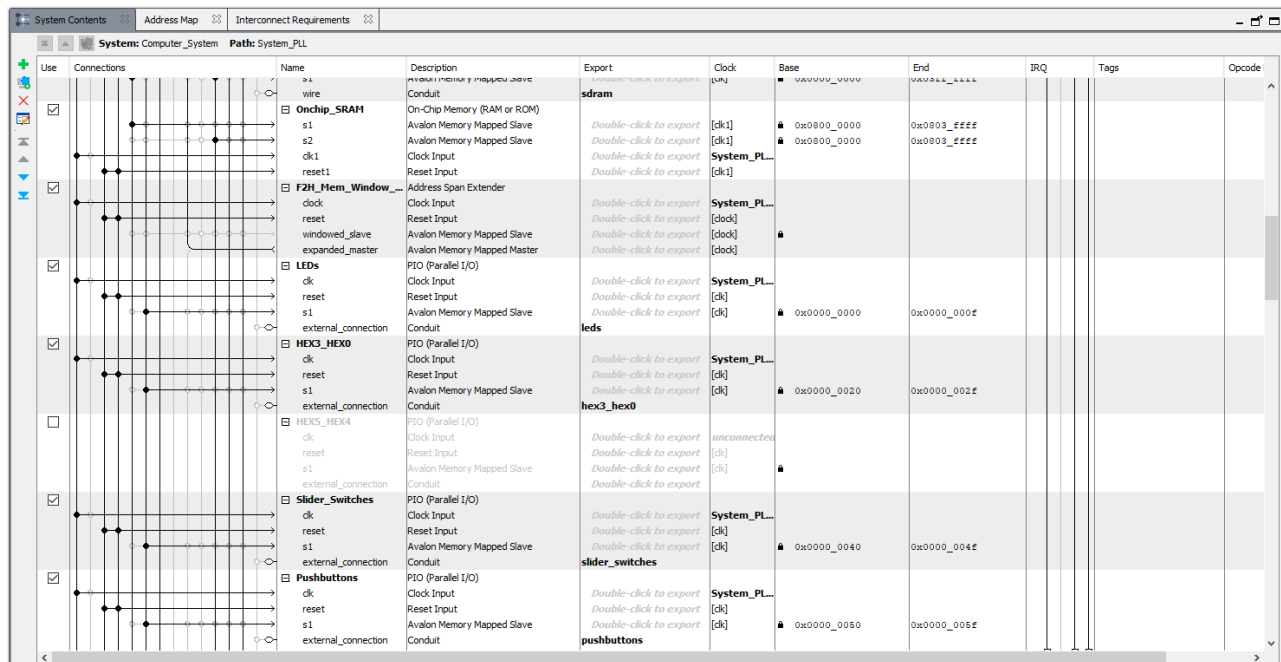 System Contents Address Map Interconnect Requirements
System: Computer_System Path: System_PLL
Use Connections Name Description Export Clock Base End IRQ Tags Opcode
s1 Avalon Memory Mapped Slave Double-click to export [clk]
wire Conduit sdram
Onchip_SRAM On-Chip Memory (RAM or ROM)
s1 Avalon Memory Mapped Slave Double-click to export [clk1] 0x0800_0000 0x0803_ffff
s2 Avalon Memory Mapped Slave Double-click to export [clk1] 0x0800_0000 0x0803_ffff
clk1 Clock Input Double-click to export System_PL...
reset1 Reset Input Double-click to export [clk1]
F2H_Mem_Window_... Address Span Extender
clock Clock Input Double-click to export System_PL...
reset Reset Input Double-click to export [clock]
windowed_slave Avalon Memory Mapped Slave Double-click to export [clock]
expanded_master Avalon Memory Mapped Master Double-click to export [clock]
LEDs PIO (Parallel I/O)
clk Clock Input Double-click to export System_PL...
reset Reset Input Double-click to export [clk]
s1 Avalon Memory Mapped Slave Double-click to export [clk] 0x0000_0000 0x0000_000f
external_connection Conduit leds
HEX3_HEX0 PIO (Parallel I/O)
clk Clock Input Double-click to export System_PL...
reset Reset Input Double-click to export [clk]
s1 Avalon Memory Mapped Slave Double-click to export [clk] 0x0000_0020 0x0000_002f
external_connection Conduit hex3_hex0
HEX5_HEX4 PIO (Parallel I/O)
clk Clock Input Double-click to export unconnected
reset Reset Input Double-click to export [clk]
s1 Avalon Memory Mapped Slave Double-click to export [clk]
external_connection Conduit Double-click to export
Slider_Switches PIO (Parallel I/O)
clk Clock Input Double-click to export System_PL...
reset Reset Input Double-click to export [clk]
s1 Avalon Memory Mapped Slave Double-click to export [clk] 0x0000_0040 0x0000_004f
external_connection Conduit slider_switches
Pushbuttons PIO (Parallel I/O)
clk Clock Input Double-click to export System_PL...
reset Reset Input Double-click to export [clk]
s1 Avalon Memory Mapped Slave Double-click to export [clk] 0x0000_0050 0x0000_005f
external_connection Conduit pushbuttons